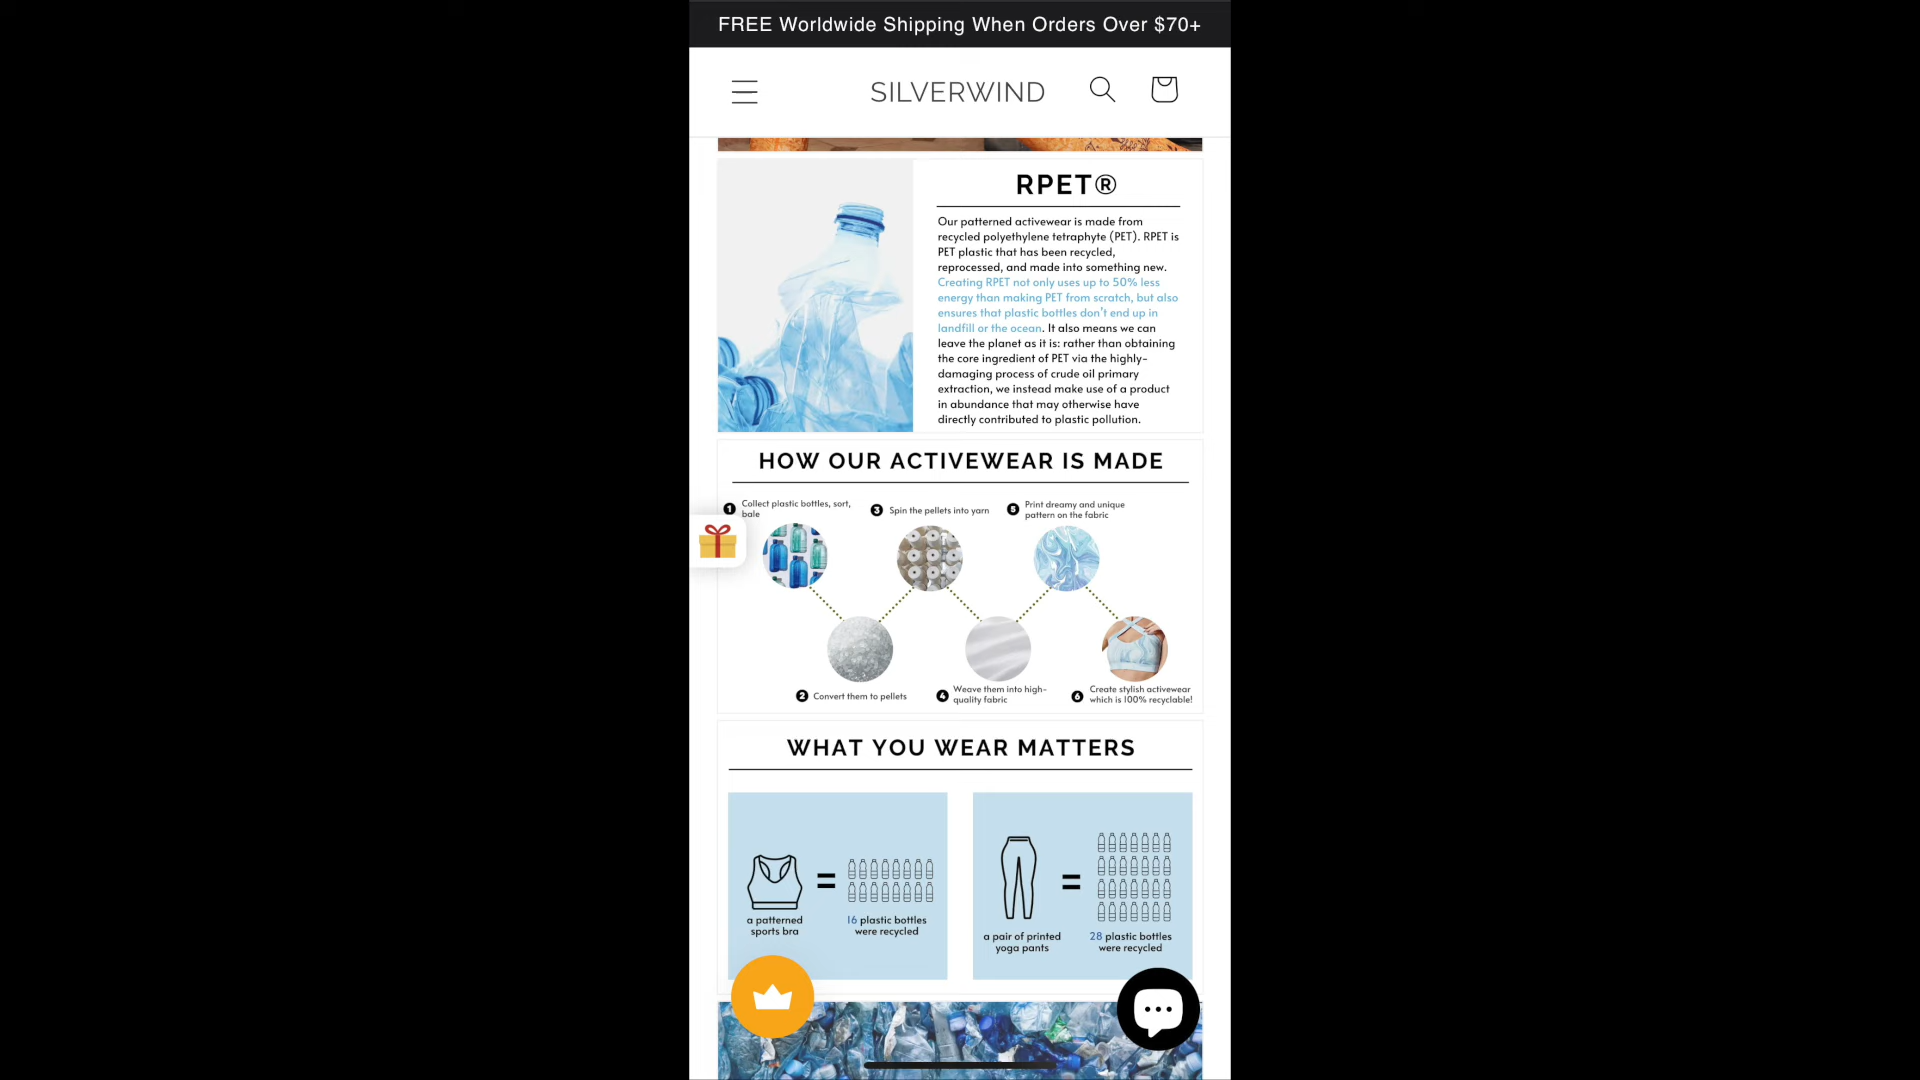 FREE Worldwide Shipping When Orders Over $70+
SILVERWIND
RPET®
Our patterned activewear is made from
recycled polyethylene tetraphyte (PET). RPET is
PET plastic that has been recycled,
reprocessed, and made into something new.
Creating RPET not only uses up to 50% less
energy than making PET from scratch, but also
ensures that plastic bottles don't end up in
landfill or the ocean. It also means we can
leave the planet as it is: rather than obtaining
the core ingredient of PET via the highly-
damaging process of crude oil primary
extraction, we instead make use of a product
in abundance that may otherwise have
directly contributed to plastic pollution.
HOW OUR ACTIVEWEAR IS MADE
1 Collect plastic bottles, sort,
bale
2 Convert them to pellets
3 Spin the pellets into yarn
4 Weave them into high-
quality fabric
5 Print dreamy and unique
pattern on the fabric
6 Create stylish activewear
which is 100% recyclable!
WHAT YOU WEAR MATTERS
a patterned
sports bra
=
16 plastic bottles
were recycled
a pair of printed
yoga pants
=
28 plastic bottles
were recycled